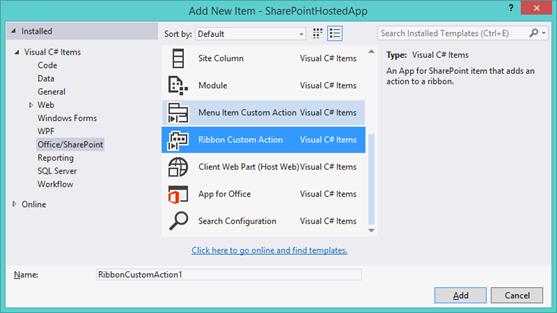 Add New Item - SharePointHostedApp
?
Installed
Sort by: Default
Search Installed Templates (Ctrl+E)
Visual C# Items
Code
Data
General
Web
Windows Forms
WPF
Office/SharePoint
Reporting
SQL Server
Workflow
Online
Site Column Visual C# Items
Module Visual C# Items
Menu Item Custom Action Visual C# Items
Ribbon Custom Action Visual C# Items
Client Web Part (Host Web) Visual C# Items
App for Office Visual C# Items
Search Configuration Visual C# Items
Click here to go online and find templates.
Type: Visual C# Items
An App for SharePoint item that adds an
action to a ribbon.
Name: RibbonCustomAction1
Add Cancel